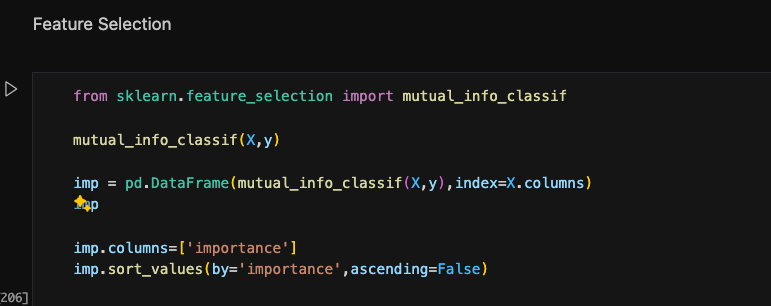 Feature Selection
from sklearn.feature_selection import mutual_info_classif
mutual_info_classif(X,y)
imp = pd.DataFrame(mutual_info_classif(X,y),index=X.columns)
imp
imp.columns=['importance']
imp.sort_values(by='importance',ascending=False)
206]